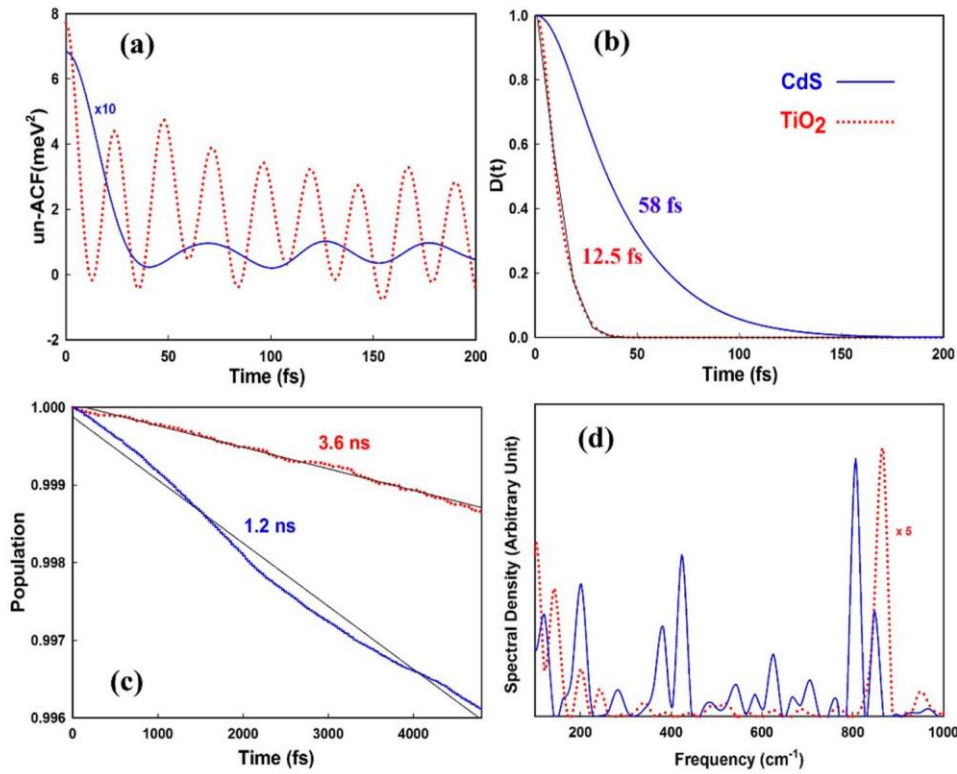 (a)
un-ACF(meV²)
8
6
4
2
0
-2
x10
0 50 100 150 200
Time (fs)
(b)
D(t)
1.0
0.8
0.6
0.4
0.2
0.0
CdS
TiO₂
58 fs
12.5 fs
0 50 100 150 200
Time (fs)
(c)
Population
1.000
0.999
0.998
0.997
0.996
3.6 ns
1.2 ns
0 1000 2000 3000 4000
Time (fs)
(d)
Spectral Density (Arbitrary Unit)
x 5
200 400 600 800 1000
Frequency (cm⁻¹)